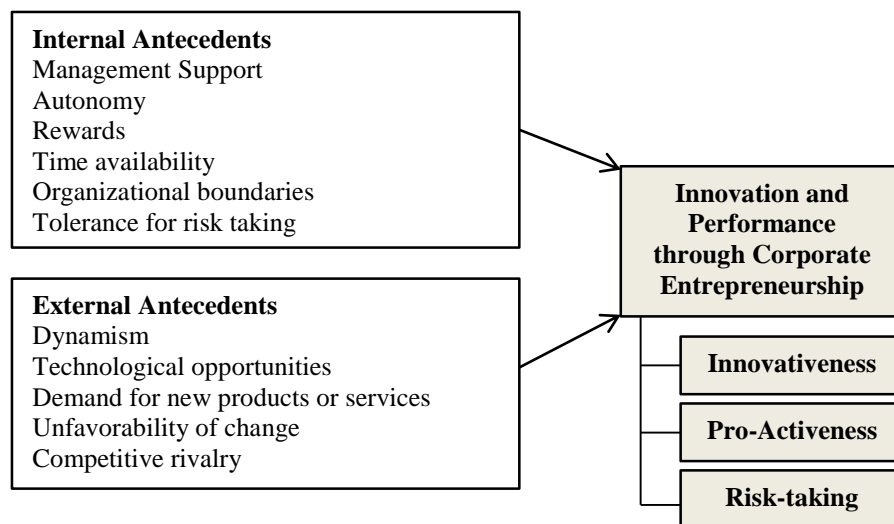 Internal Antecedents
Management Support
Autonomy
Rewards
Time availability
Organizational boundaries
Tolerance for risk taking
External Antecedents
Dynamism
Technological opportunities
Demand for new products or services
Unfavorability of change
Competitive rivalry
Innovation and
Performance
through Corporate
Entrepreneurship
Innovativeness
Pro-Activeness
Risk-taking